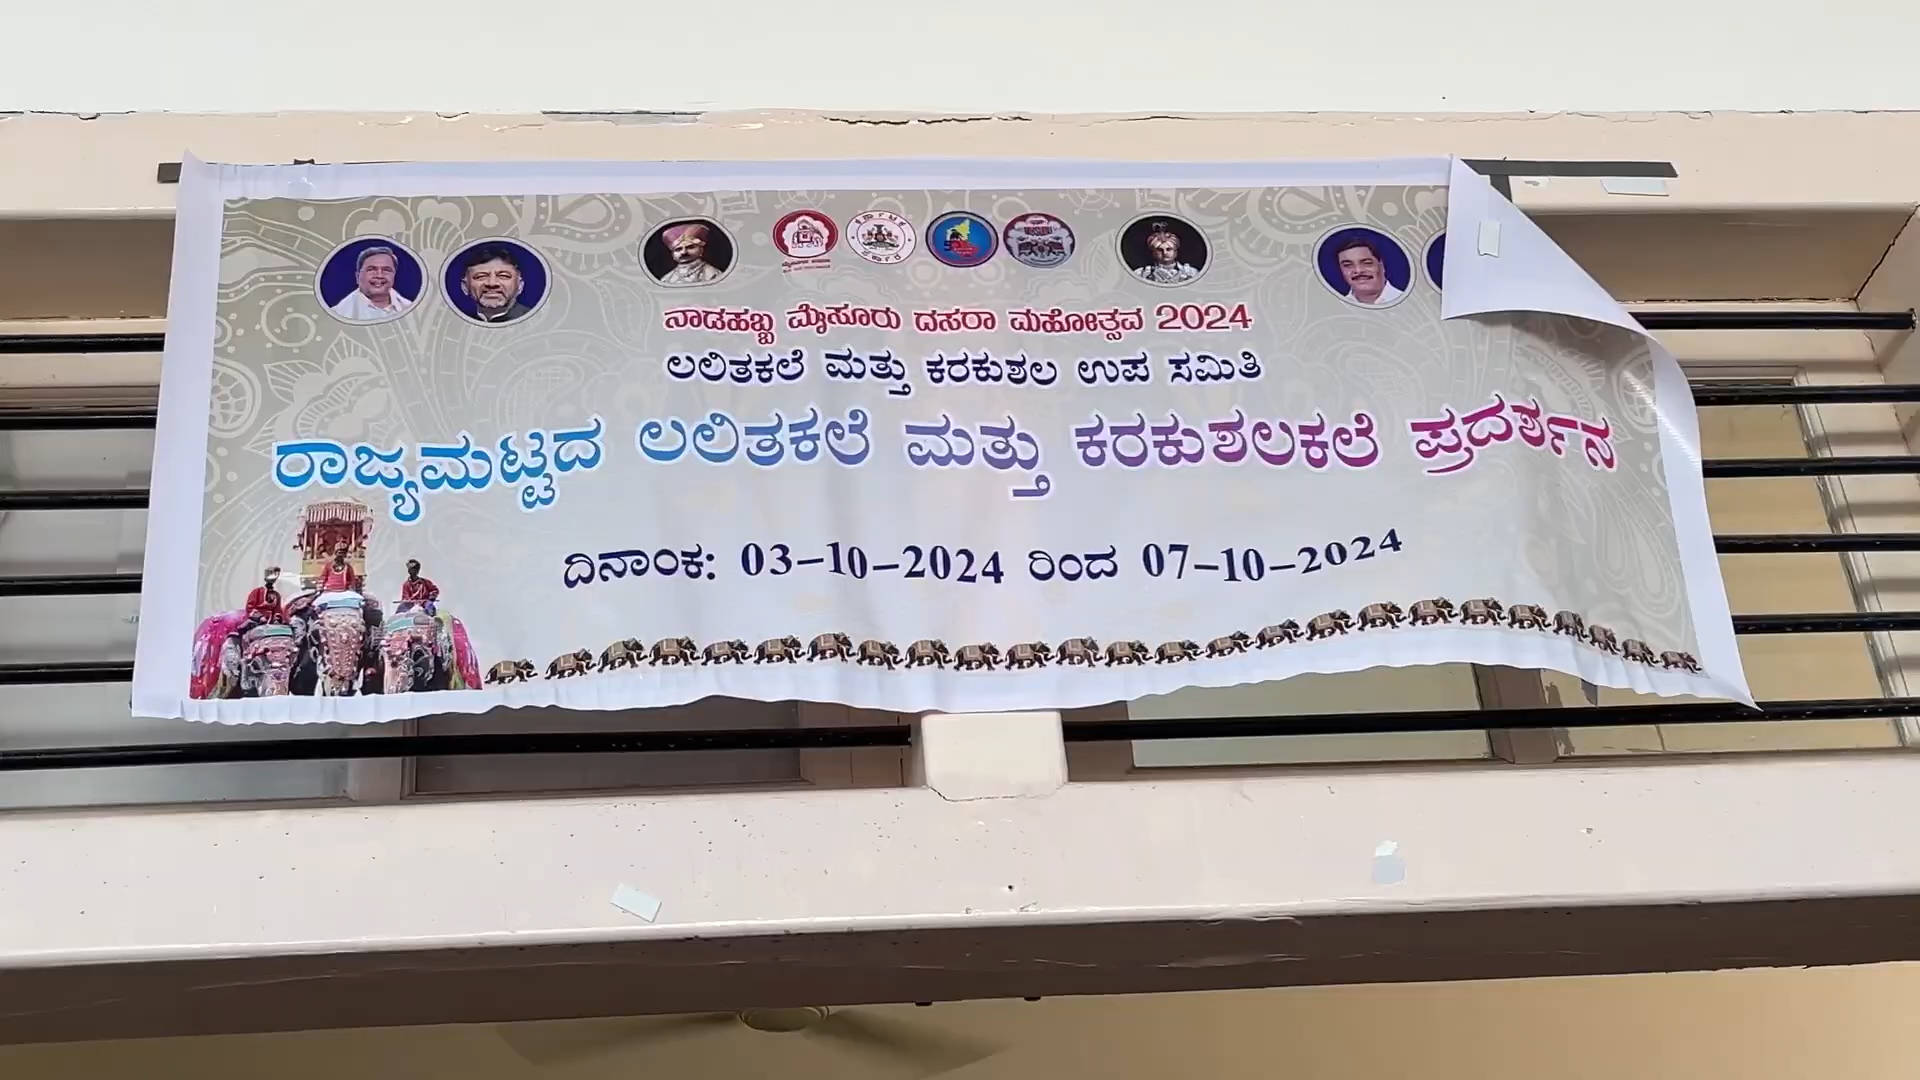 ನಾಡಹಬ್ಬ ಮೈಸೂರು ದಸರಾ ಮಹೋತ್ಸವ 2024
ಲಲಿತಕಲೆ ಮತ್ತು ಕರಕುಶಲ ಉಪ ಸಮಿತಿ
ರಾಜ್ಯಮಟ್ಟದ ಲಲಿತಕಲೆ ಮತ್ತು ಕರಕುಶಲಕಲೆ ಪ್ರದರ್ಶನ
ದಿನಾಂಕ: 03-10-2024 ರಿಂದ 07-10-2024